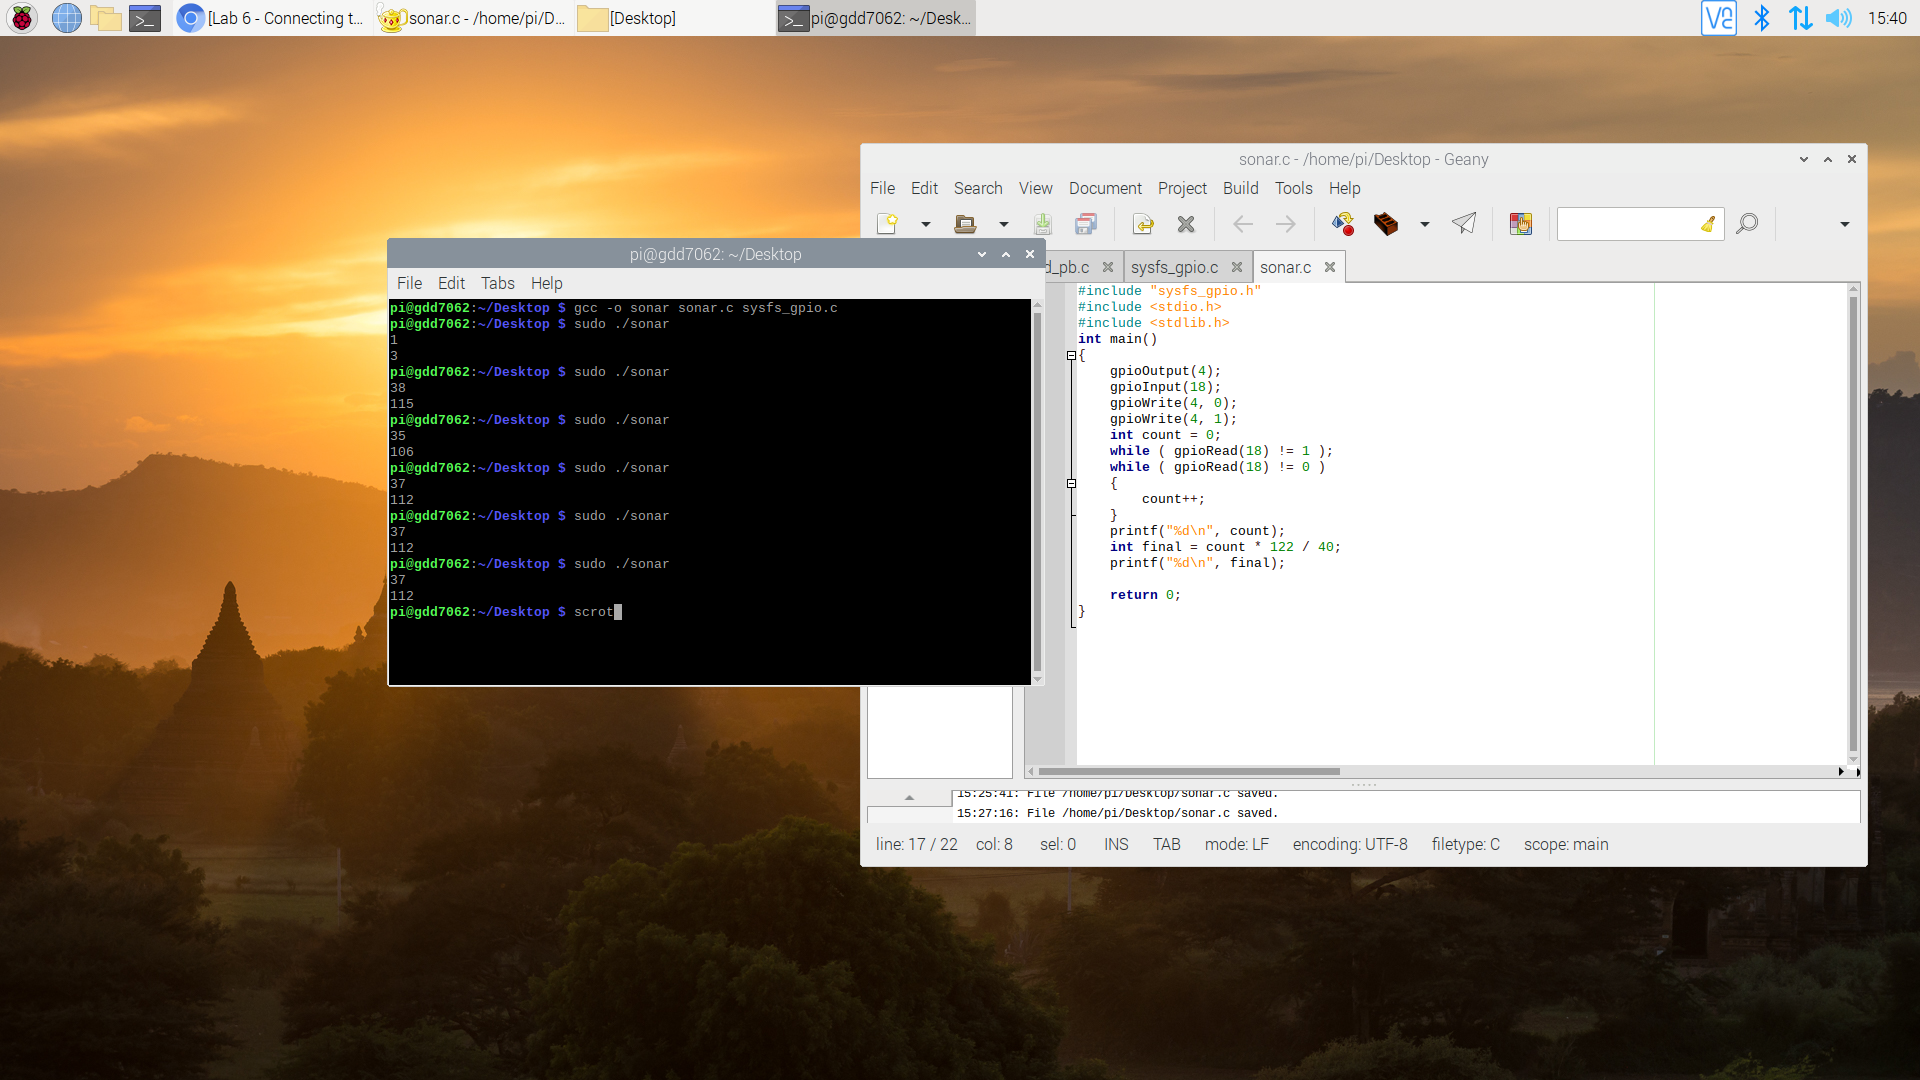 [Lab 6 - Connecting t...
sonar.c - /home/pi/D...
[Desktop]
pi@gdd7062: ~/Desk...
15:40
sonar.c - /home/pi/Desktop - Geany
File Edit Search View Document Project Build Tools Help
d_pb.c sysfs_gpio.c sonar.c
#include "sysfs_gpio.h"
#include <stdio.h>
#include <stdlib.h>
int main()
{
gpioOutput(4);
gpioInput(18);
gpioWrite(4, 0);
gpioWrite(4, 1);
int count = 0;
while ( gpioRead(18) != 1 );
while ( gpioRead(18) != 0 )
{
count++;
}
printf("%d\n", count);
int final = count * 122 / 40;
printf("%d\n", final);
return 0;
}
15:25:41: File /home/pi/Desktop/sonar.c saved.
15:27:16: File /home/pi/Desktop/sonar.c saved.
line: 17 / 22 col: 8 sel: 0 INS TAB mode: LF encoding: UTF-8 filetype: C scope: main
pi@gdd7062: ~/Desktop
File Edit Tabs Help
pi@gdd7062:~/Desktop $ gcc -o sonar sonar.c sysfs_gpio.c
pi@gdd7062:~/Desktop $ sudo ./sonar
1
3
pi@gdd7062:~/Desktop $ sudo ./sonar
38
115
pi@gdd7062:~/Desktop $ sudo ./sonar
35
106
pi@gdd7062:~/Desktop $ sudo ./sonar
37
112
pi@gdd7062:~/Desktop $ sudo ./sonar
37
112
pi@gdd7062:~/Desktop $ sudo ./sonar
37
112
pi@gdd7062:~/Desktop $ scrot